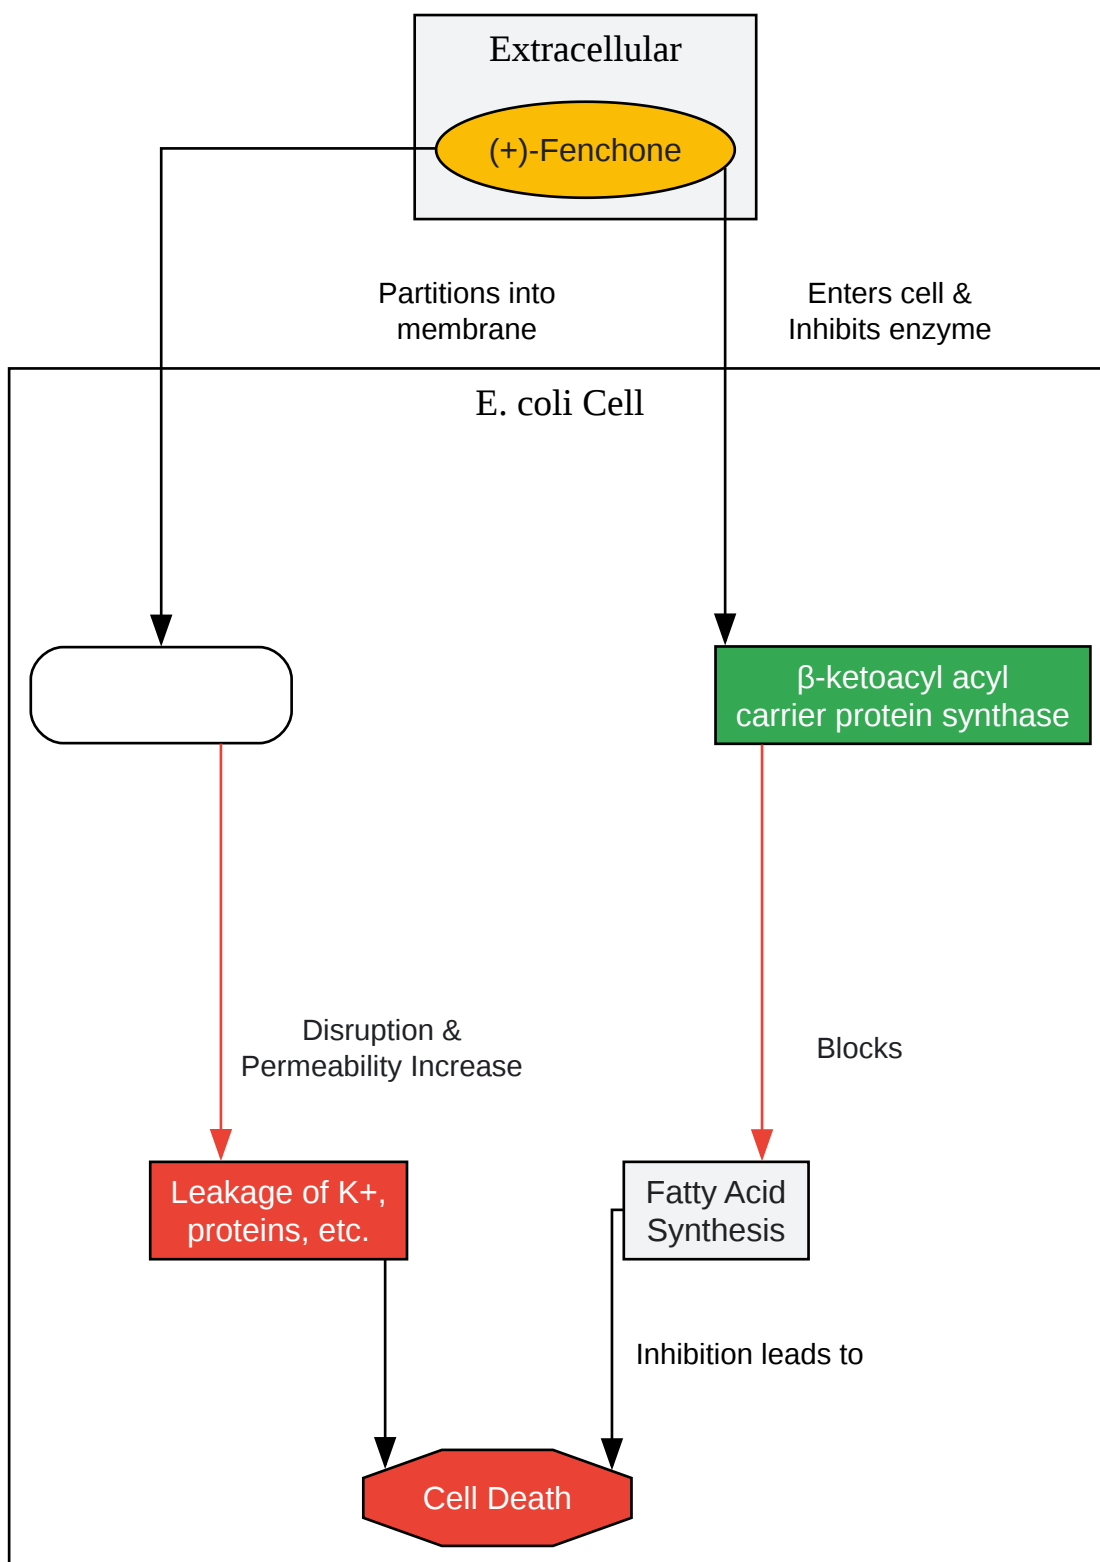 Extracellular
(+)-Fenchone
Partitions into
membrane
Enters cell &
Inhibits enzyme
E. coli Cell
β-ketoacyl acyl
carrier protein synthase
Disruption &
Permeability Increase
Blocks
Leakage of K+,
proteins, etc.
Fatty Acid
Synthesis
Inhibition leads to
Cell Death